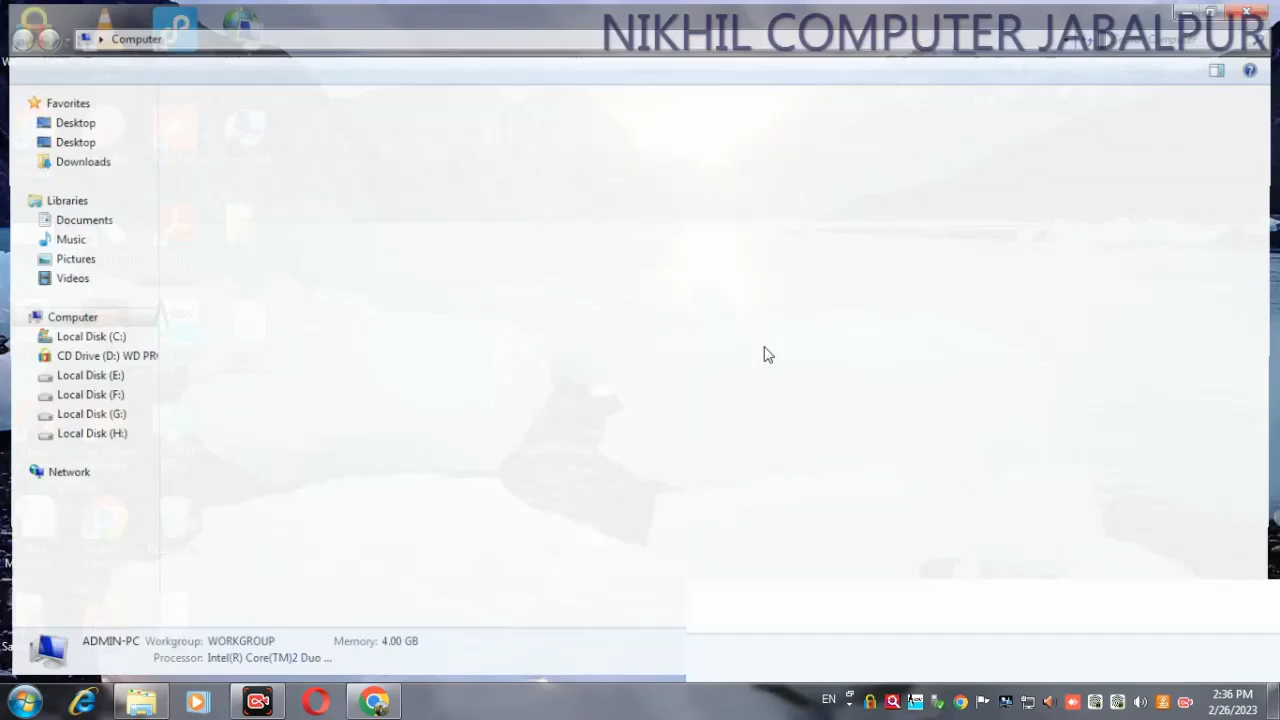 NIKHIL COMPUTER JABALPUR
Computer
Favorites
Desktop
Desktop
Downloads
Libraries
Documents
Music
Pictures
Videos
Computer
Local Disk (C:)
CD Drive (D:) WD
Local Disk (E:)
Local Disk (F:)
Local Disk (G:)
Local Disk (H:)
Network
ADMIN-PC Workgroup: WORKGROUP Memory: 4.00 GB
Processor: Intel(R) Core(TM)2 Duo ...
EN
2:36 PM
2/26/2023